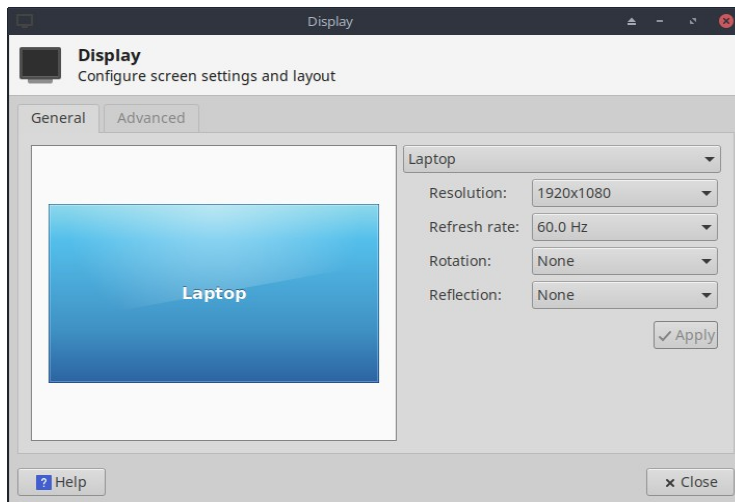 Display
Display
Configure screen settings and layout
General
Advanced
Laptop
Laptop
Resolution:
1920x1080
Refresh rate:
60.0 Hz
Rotation:
None
Reflection:
None
Apply
? Help
Close